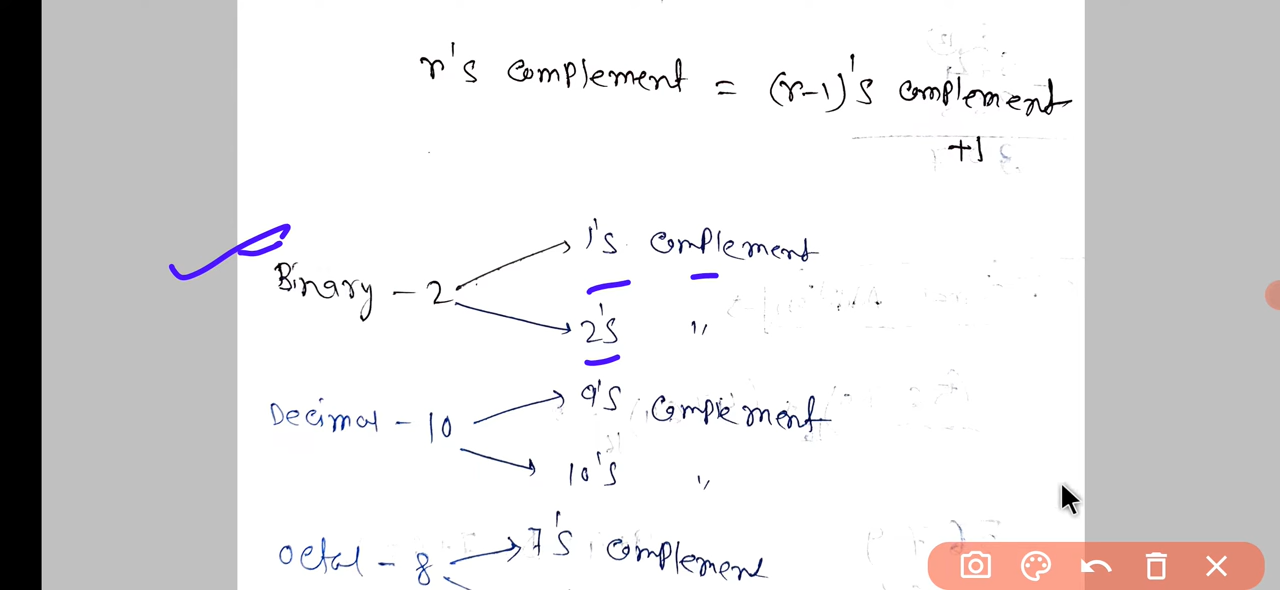 r's complement = (r-1)'s complement
+1
1's complement
Binary - 2
2's "
9's complement
Decimal - 10
10's "
7's complement
Octal - 8